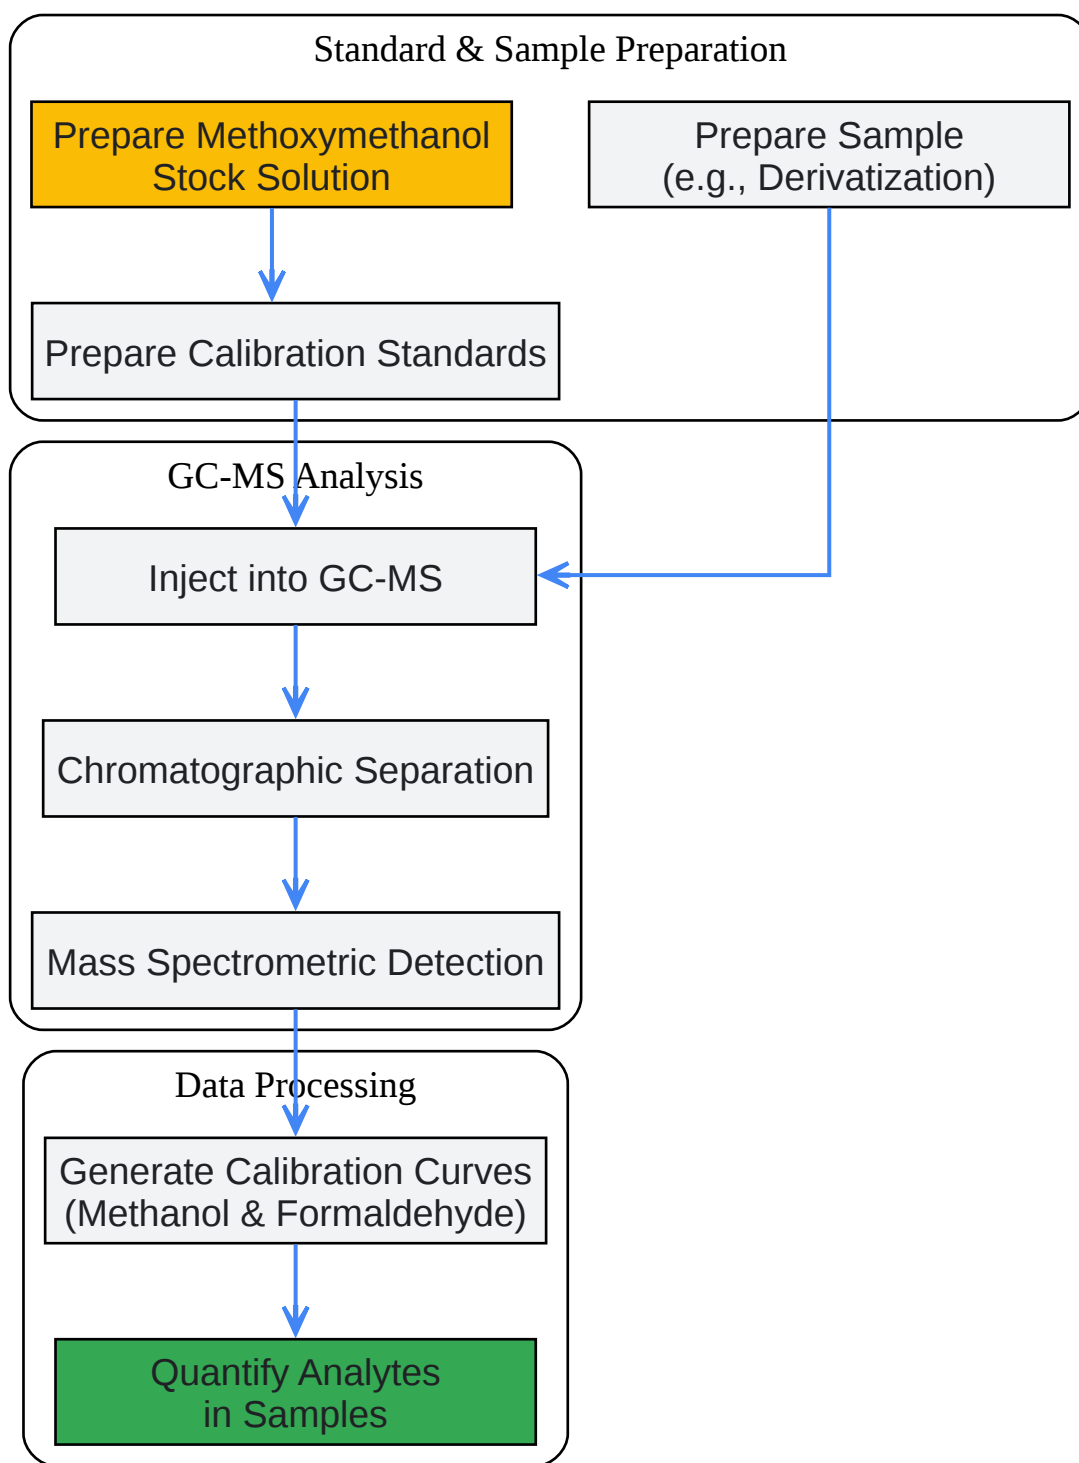 Standard & Sample Preparation
Prepare Methoxymethanol
Stock Solution
Prepare Sample
(e.g., Derivatization)
Prepare Calibration Standards
GC-MS Analysis
Inject into GC-MS
Chromatographic Separation
Mass Spectrometric Detection
Data Processing
Generate Calibration Curves
(Methanol & Formaldehyde)
Quantify Analytes
in Samples